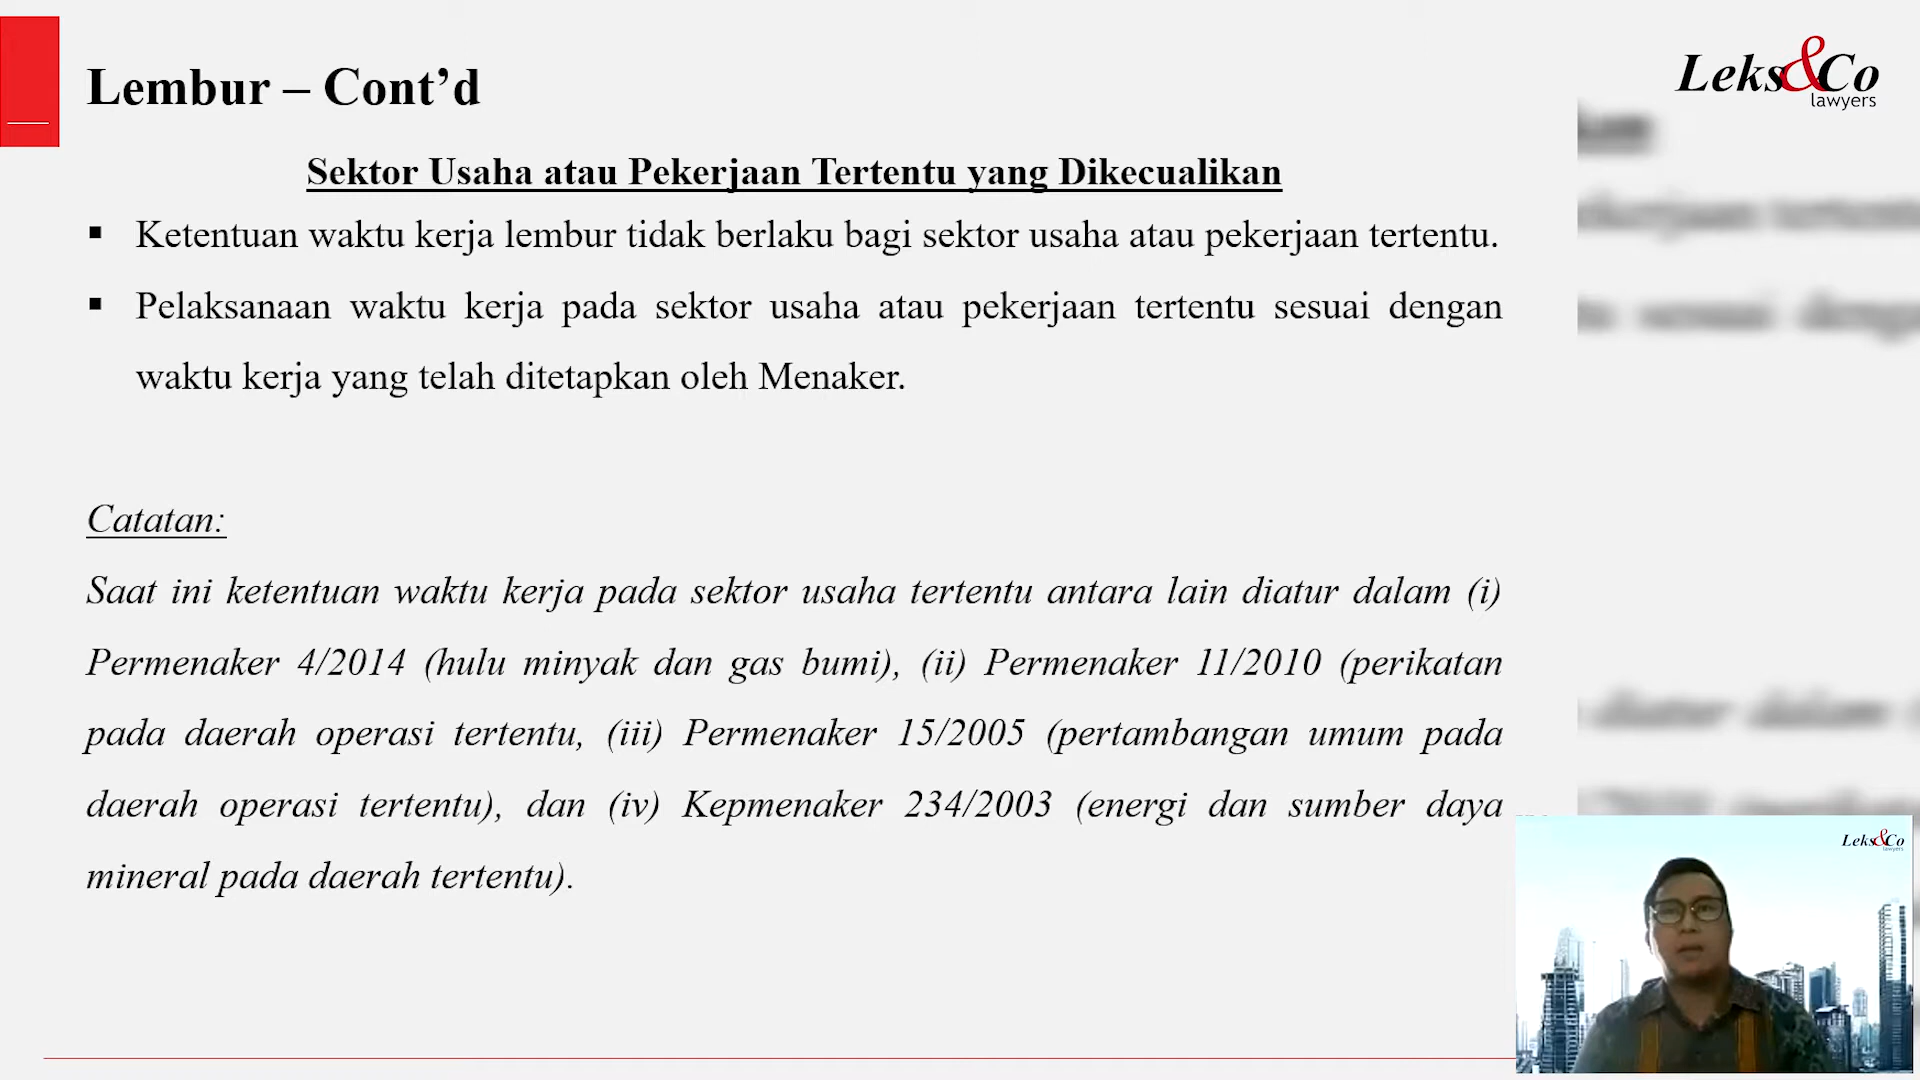 Lembur – Cont’d
Leks&Co
lawyers
Sektor Usaha atau Pekerjaan Tertentu yang Dikecualikan
▪ Ketentuan waktu kerja lembur tidak berlaku bagi sektor usaha atau pekerjaan tertentu.
▪ Pelaksanaan waktu kerja pada sektor usaha atau pekerjaan tertentu sesuai dengan
waktu kerja yang telah ditetapkan oleh Menaker.
Catatan:
Saat ini ketentuan waktu kerja pada sektor usaha tertentu antara lain diatur dalam (i)
Permenaker 4/2014 (hulu minyak dan gas bumi), (ii) Permenaker 11/2010 (perikatan
pada daerah operasi tertentu, (iii) Permenaker 15/2005 (pertambangan umum pada
daerah operasi tertentu), dan (iv) Kepmenaker 234/2003 (energi dan sumber daya
mineral pada daerah tertentu).
Leks&Co
lawyers